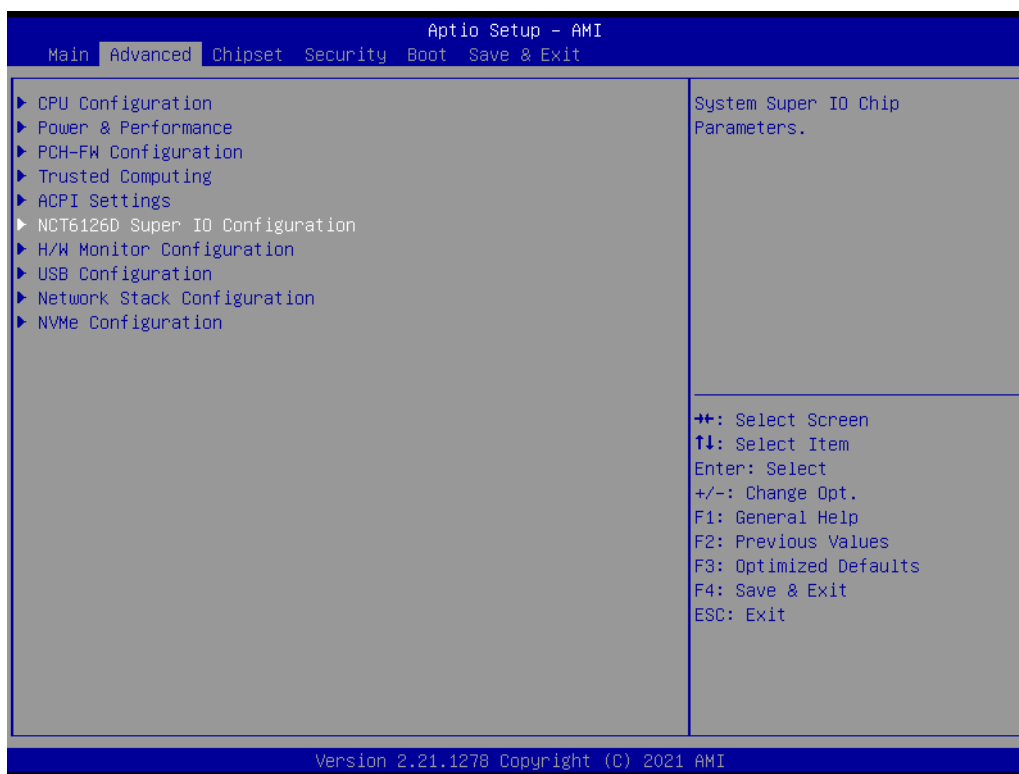 Aptio Setup – AMI
Main Advanced Chipset Security Boot Save & Exit
CPU Configuration
Power & Performance
PCH-FW Configuration
Trusted Computing
ACPI Settings
NCT6126D Super IO Configuration
H/W Monitor Configuration
USB Configuration
Network Stack Configuration
NVMe Configuration
System Super IO Chip
Parameters.
→←: Select Screen
↑↓: Select Item
Enter: Select
+/-: Change Opt.
F1: General Help
F2: Previous Values
F3: Optimized Defaults
F4: Save & Exit
ESC: Exit
Version 2.21.1278 Copyright (C) 2021 AMI